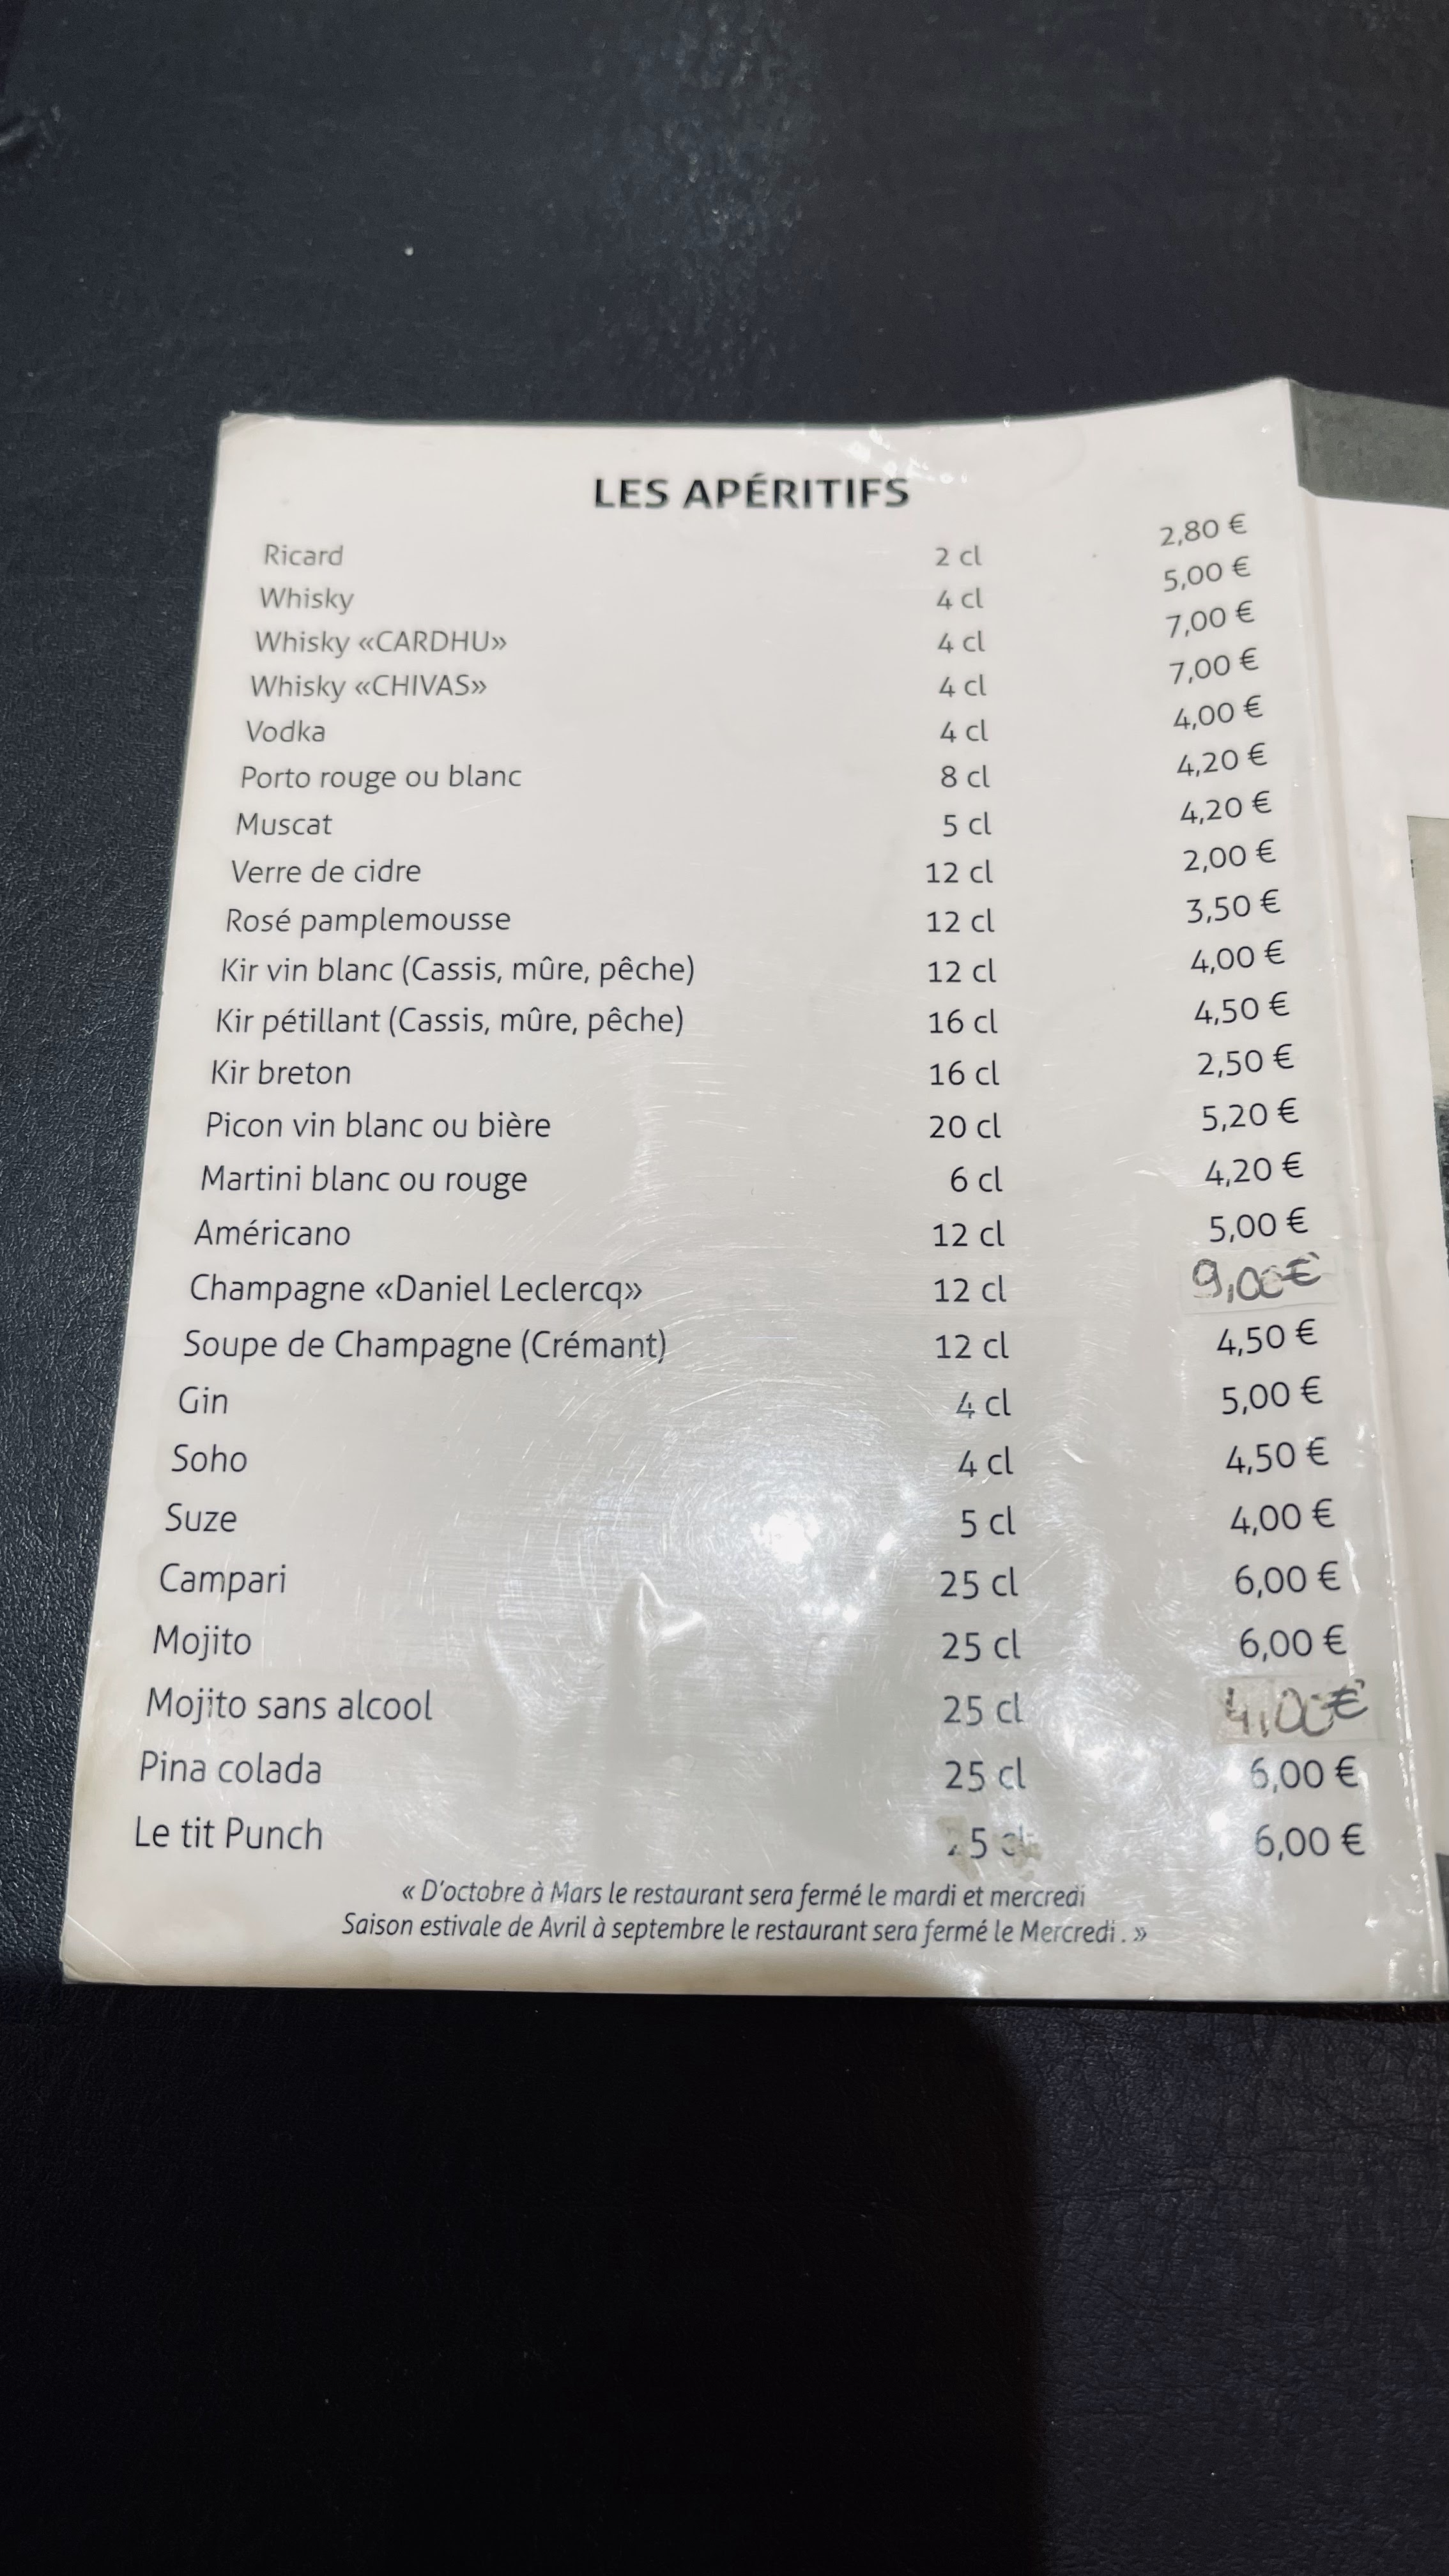 LES APÉRITIFS
Ricard 2 cl 2,80 €
Whisky 4 cl 5,00 €
Whisky «CARDHU» 4 cl 7,00 €
Whisky «CHIVAS» 4 cl 7,00 €
Vodka 4 cl 4,00 €
Porto rouge ou blanc 8 cl 4,20 €
Muscat 5 cl 4,20 €
Verre de cidre 12 cl 2,00 €
Rosé pamplemousse 12 cl 3,50 €
Kir vin blanc (Cassis, mûre, pêche) 12 cl 4,00 €
Kir pétillant (Cassis, mûre, pêche) 16 cl 4,50 €
Kir breton 16 cl 2,50 €
Picon vin blanc ou bière 20 cl 5,20 €
Martini blanc ou rouge 6 cl 4,20 €
Américano 12 cl 5,00 €
Champagne «Daniel Leclercq» 12 cl 9,00€
Soupe de Champagne (Crémant) 12 cl 4,50 €
Gin 4 cl 5,00 €
Soho 4 cl 4,50 €
Suze 5 cl 4,00 €
Campari 25 cl 6,00 €
Mojito 25 cl 6,00 €
Mojito sans alcool 25 cl 4,00€
Pina colada 25 cl 6,00 €
Le tit Punch cl 6,00 €
« D'octobre à Mars le restaurant sera fermé le mardi et mercredi
Saison estivale de Avril à septembre le restaurant sera fermé le Mercredi . »